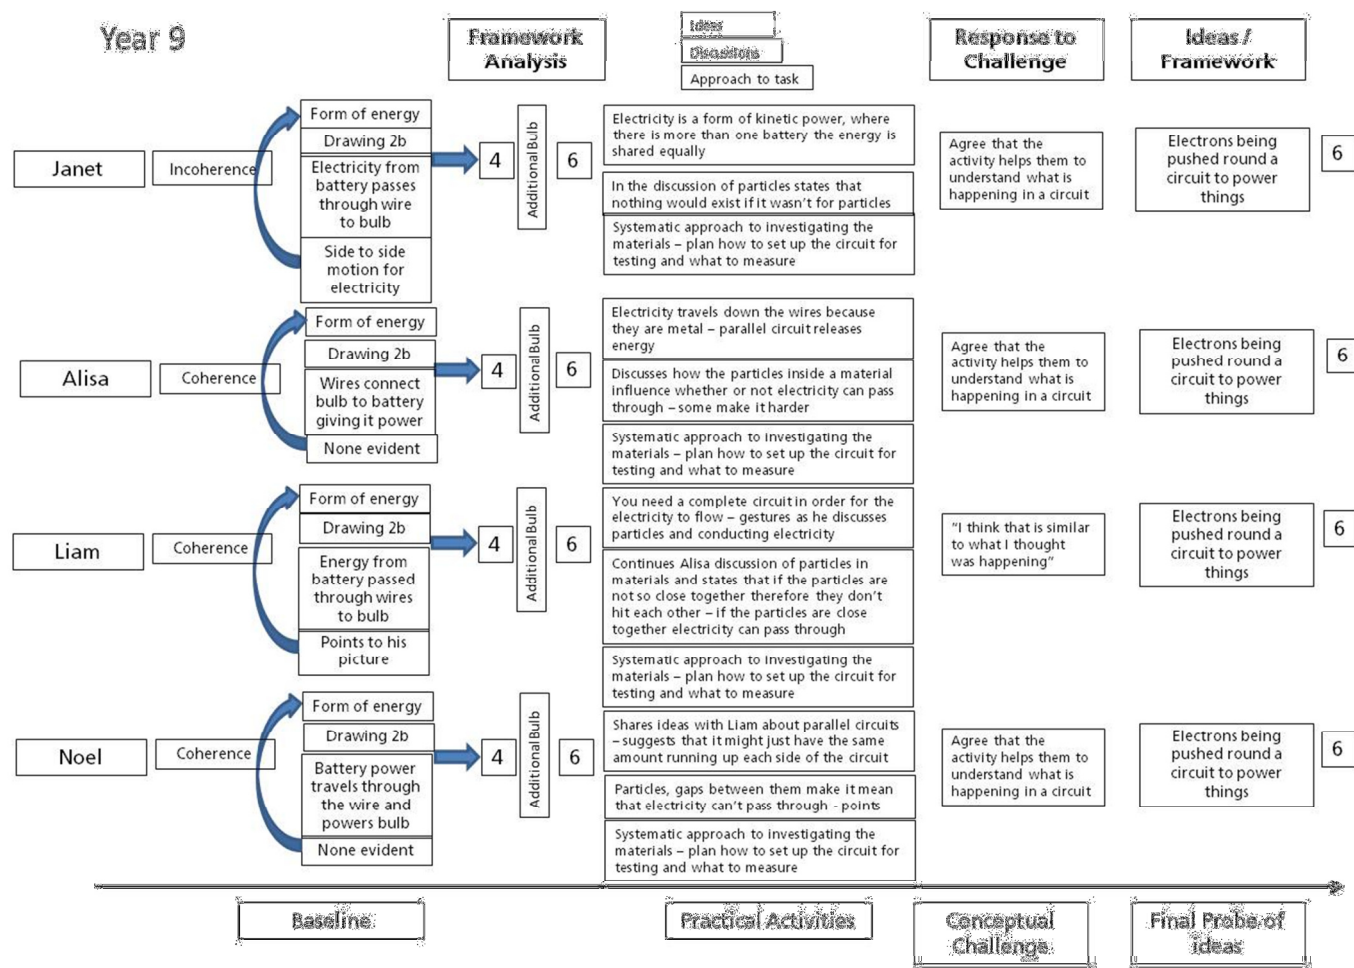 Year 9
Framework
Analysis
Ideas
Discussions
Approach to task
Response to
Challenge
Ideas /
Framework
Janet
Incoherence
Form of energy
Drawing 2b
Electricity from
battery passes
through wire
to bulb
Side to side
motion for
electricity
4
Additional Bulb
6
Electricity is a form of kinetic power, where
there is more than one battery the energy is
shared equally
In the discussion of particles states that
nothing would exist if it wasn't for particles
Systematic approach to investigating the
materials – plan how to set up the circuit for
testing and what to measure
Agree that the
activity helps them to
understand what is
happening in a circuit
Electrons being
pushed round a
circuit to power
things
6
Alisa
Coherence
Form of energy
Drawing 2b
Wires connect
bulb to battery
giving it power
None evident
4
Additional Bulb
6
Electricity travels down the wires because
they are metal – parallel circuit releases
energy
Discusses how the particles inside a material
influence whether or not electricity can pass
through – some make it harder
Systematic approach to investigating the
materials – plan how to set up the circuit for
testing and what to measure
Agree that the
activity helps them to
understand what is
happening in a circuit
Electrons being
pushed round a
circuit to power
things
6
Liam
Coherence
Form of energy
Drawing 2b
Energy from
battery passed
through wires
to bulb
Points to his
picture
4
Additional Bulb
6
You need a complete circuit in order for the
electricity to flow – gestures as he discusses
particles and conducting electricity
Continues Alisa discussion of particles in
materials and states that if the particles are
not so close together therefore they don't
hit each other – if the particles are close
together electricity can pass through
Systematic approach to investigating the
materials – plan how to set up the circuit for
testing and what to measure
"I think that is similar
to what I thought
was happening"
Electrons being
pushed round a
circuit to power
things
6
Noel
Coherence
Form of energy
Drawing 2b
Battery power
travels through
the wire and
powers bulb
None evident
4
Additional Bulb
6
Shares ideas with Liam about parallel circuits
– suggests that it might just have the same
amount running up each side of the circuit
Particles, gaps between them make it mean
that electricity can't pass through - points
Systematic approach to investigating the
materials – plan how to set up the circuit for
testing and what to measure
Agree that the
activity helps them to
understand what is
happening in a circuit
Electrons being
pushed round a
circuit to power
things
6
Baseline
Practical Activities
Conceptual
Challenge
Final Probe of
ideas